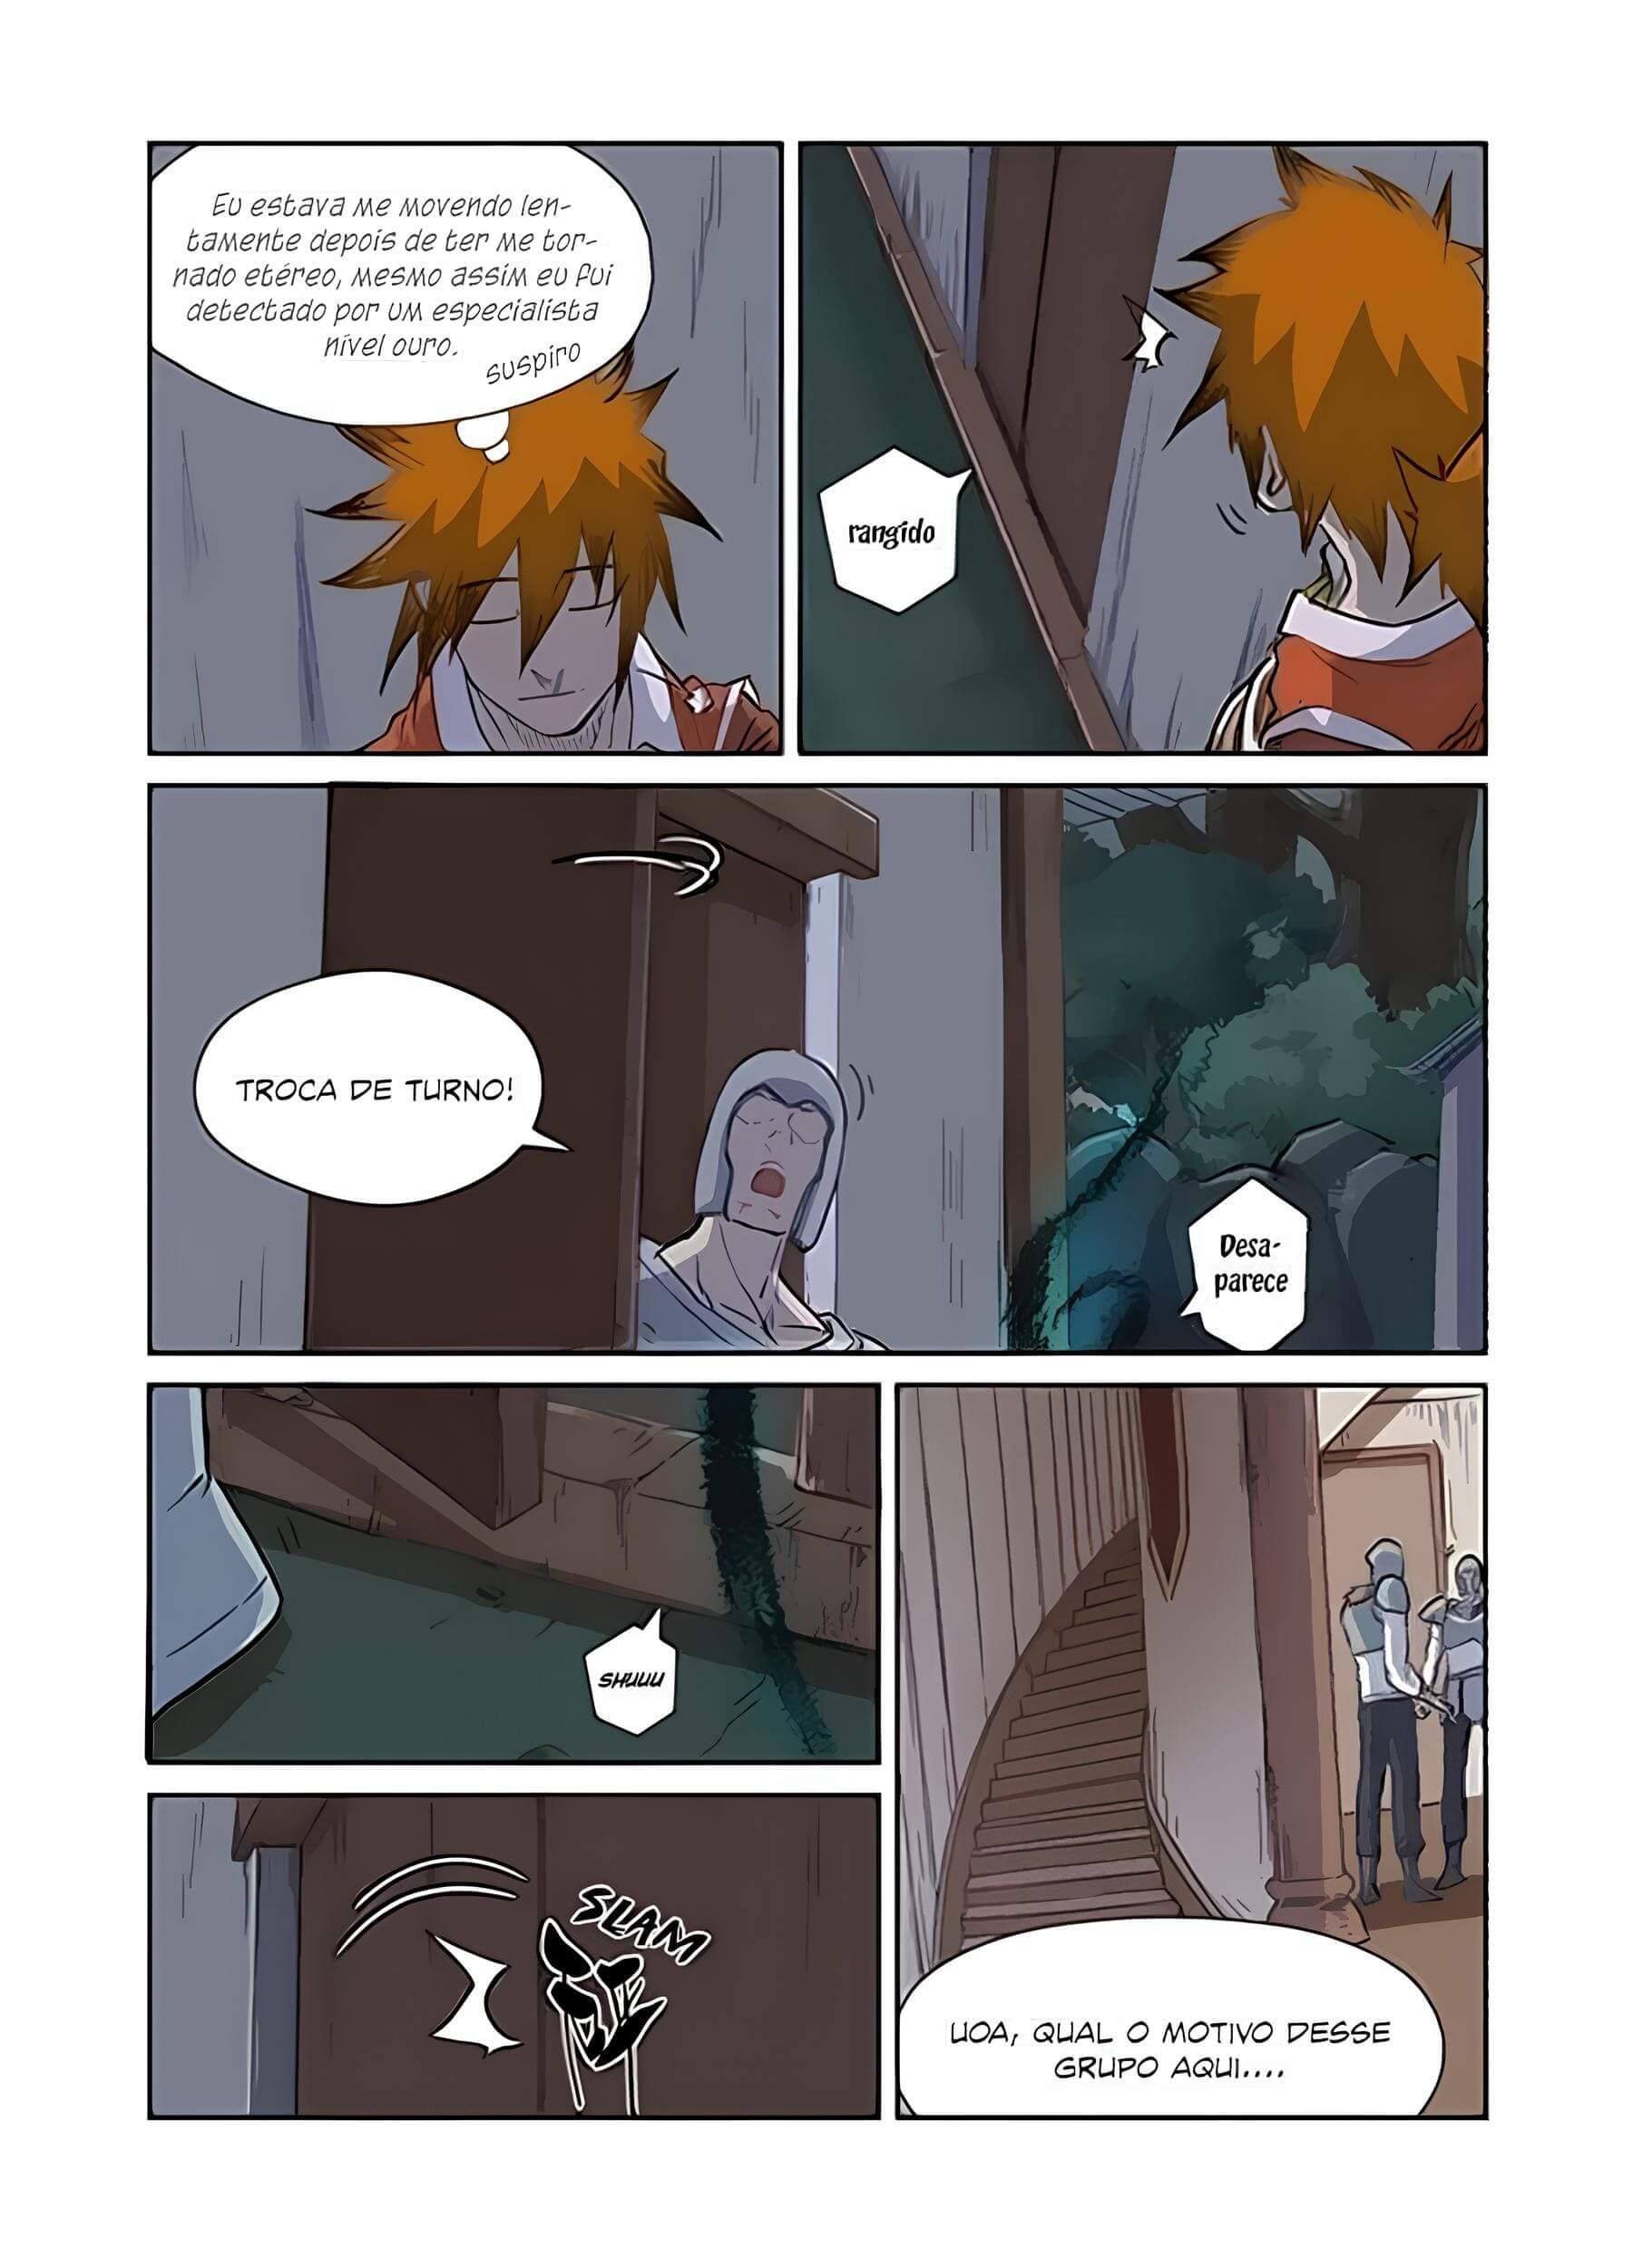 Eu estava me movendo len-
tamente depois de ter me tor-
nado etéreo, mesmo assim eu fui
detectado por um especialista
nível ouro.
suspiro
rangido
TROCA DE TURNO!
Desa-
parece
SHUUU
SLAM
UOA, QUAL O MOTIVO DESSE
GRUPO AQUI....